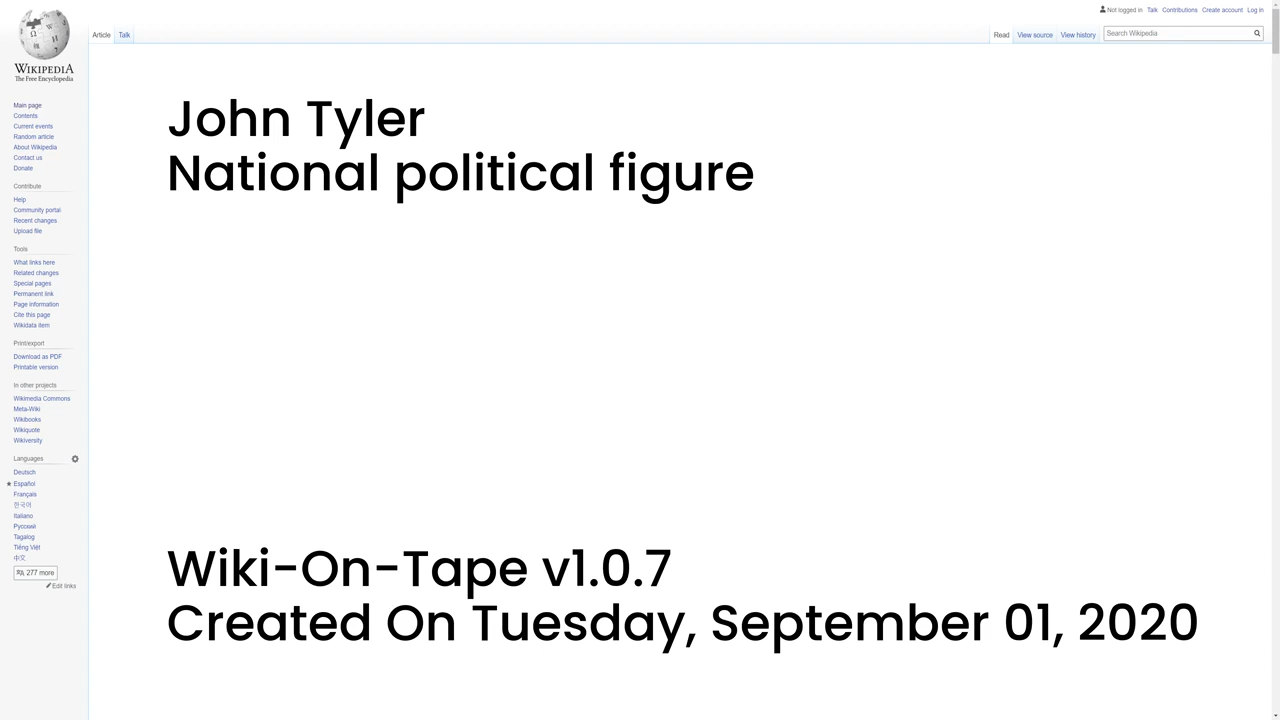 Not logged in Talk Contributions Create account Log in
Article Talk Read View source View history Search Wikipedia
WIKIPEDIA
The Free Encyclopedia
Main page
Contents
Current events
Random article
About Wikipedia
Contact us
Donate
Contribute
Help
Community portal
Recent changes
Upload file
Tools
What links here
Related changes
Special pages
Permanent link
Page information
Cite this page
Wikidata item
Print/export
Download as PDF
Printable version
In other projects
Wikimedia Commons
Meta-Wiki
Wikibooks
Wikiquote
Wikiversity
Languages
Deutsch
Español
Français
한국어
Italiano
Русский
Tagalog
Tiếng Việt
中文
277 more
Edit links
John Tyler
National political figure
Wiki-On-Tape v1.0.7
Created On Tuesday, September 01, 2020